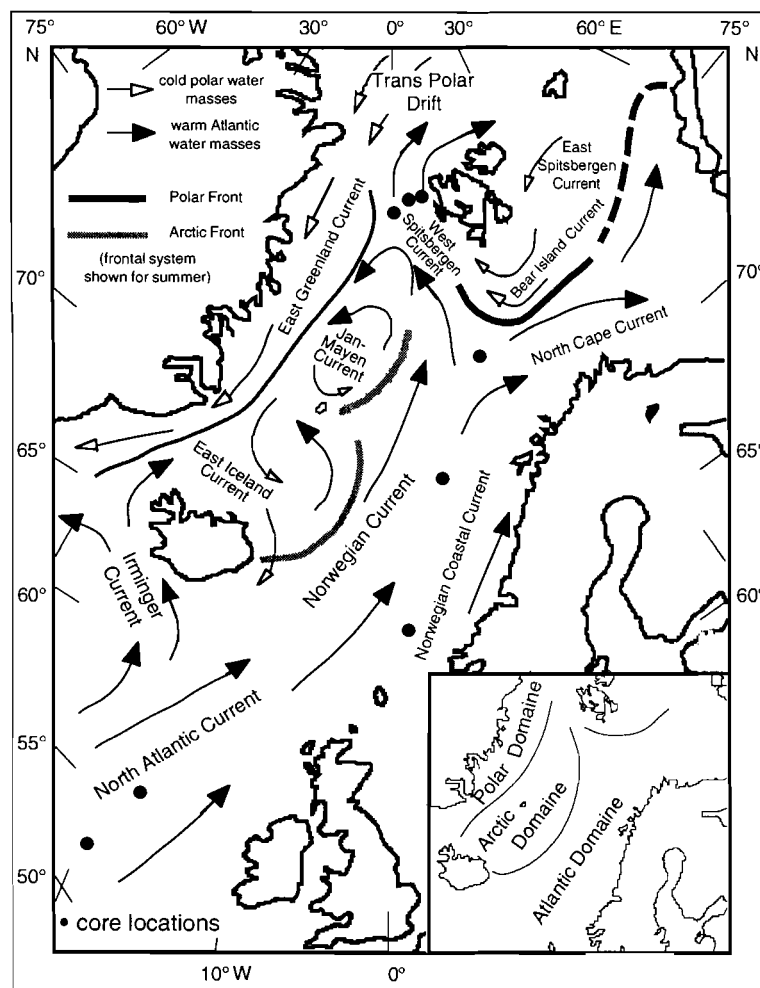 75° 60° W 30° 0° 30° 60° E 75°
N N
cold polar water
masses
warm Atlantic
water masses
Polar Front
Arctic Front
(frontal system
shown for summer)
Trans Polar
Drift
East
Spitsbergen
Current
West
Spitsbergen
Current
Bear Island Current
East Greenland Current
70° 70°
Jan-
Mayen
Current
North Cape Current
65° 65°
East Iceland
Current
Norwegian Current
Norwegian Coastal Current
60° 60°
Irminger
Current
55°
North Atlantic Current
50°
Polar Domaine
Arctic
Domaine
Atlantic Domaine
core locations
10° W 0°